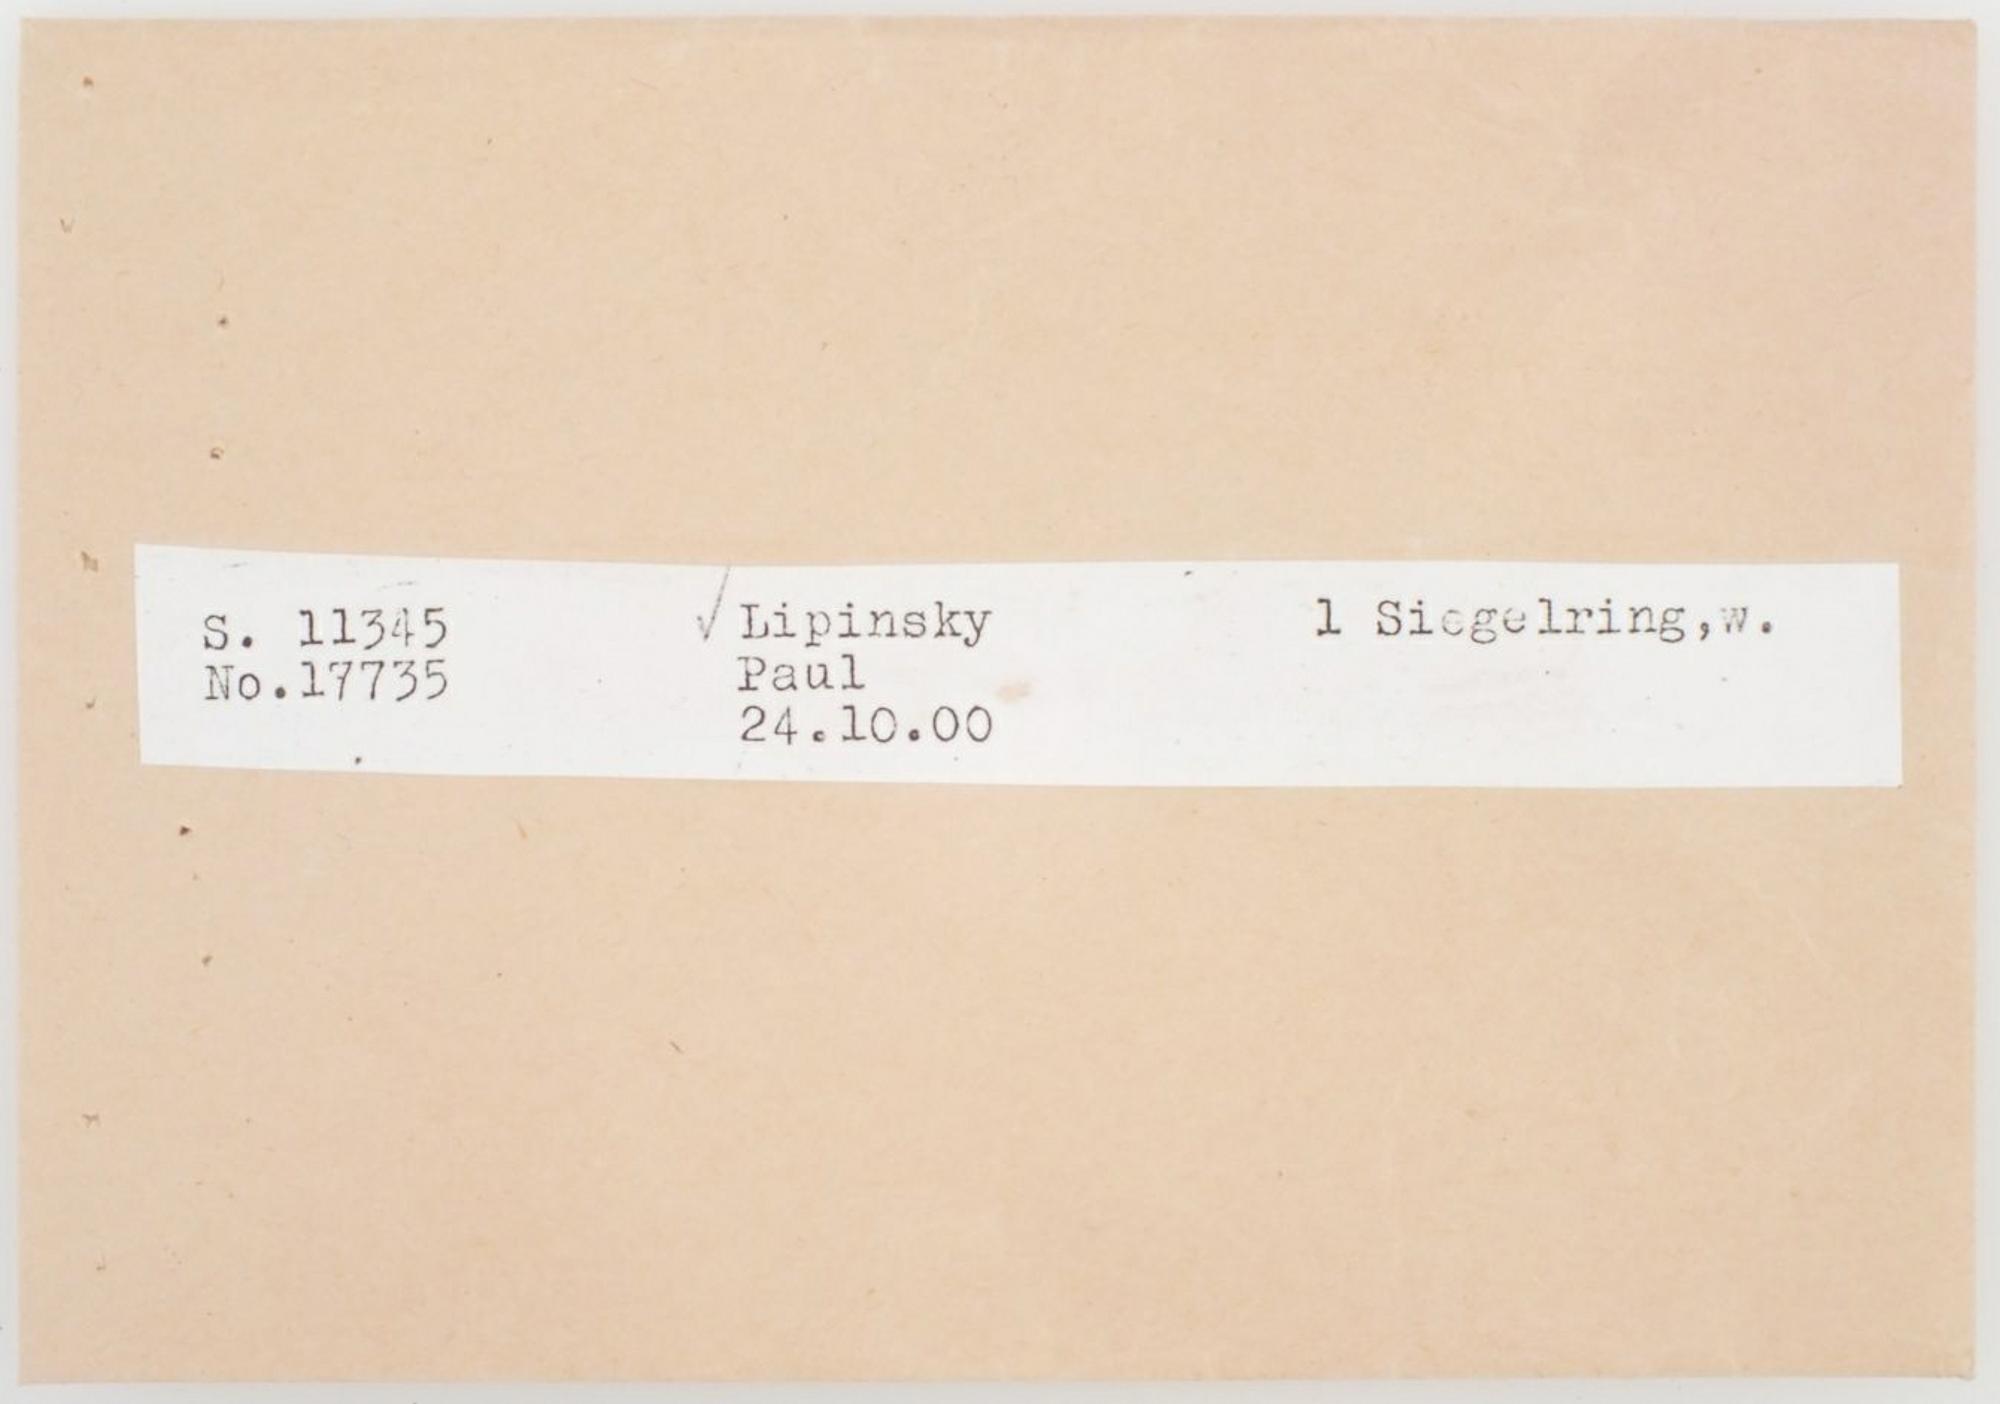 S. 11345
No.17735
√ Lipinsky
Paul
24.10.00
1 Siegelring,w.